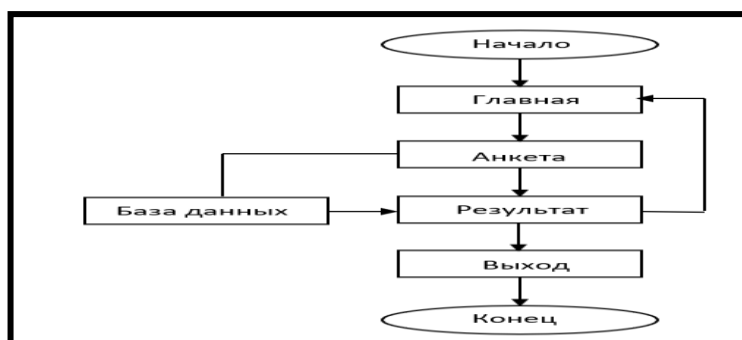 Начало
Главная
Анкета
База данных
Результат
Выход
Конец